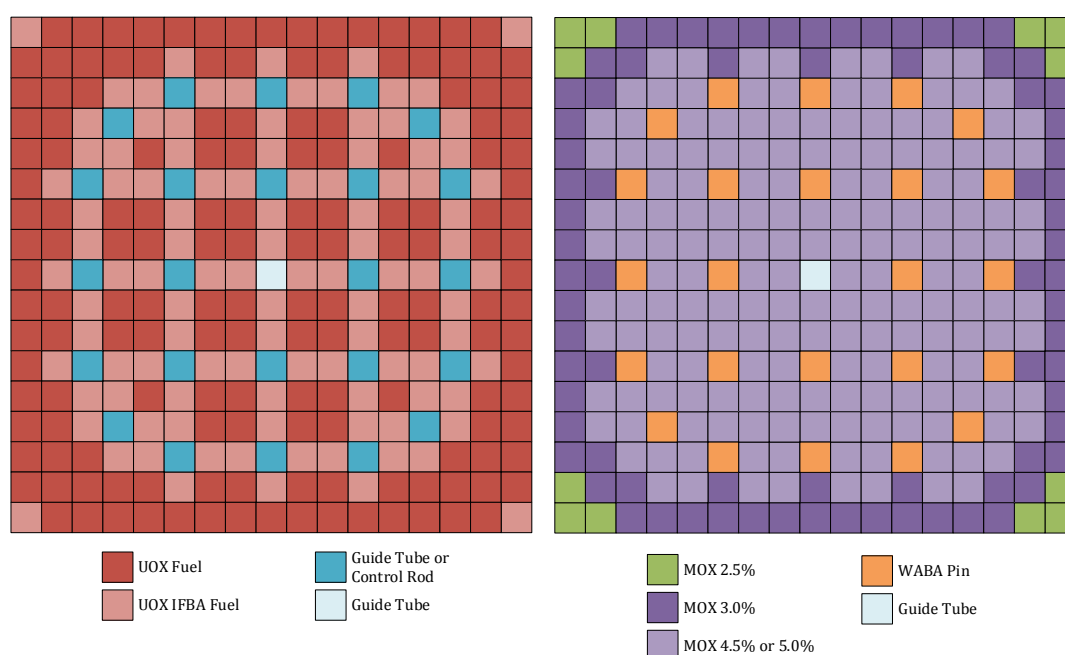 UOX Fuel
UOX IFBA Fuel
Guide Tube or
Control Rod
Guide Tube
MOX 2.5%
MOX 3.0%
MOX 4.5% or 5.0%
WABA Pin
Guide Tube